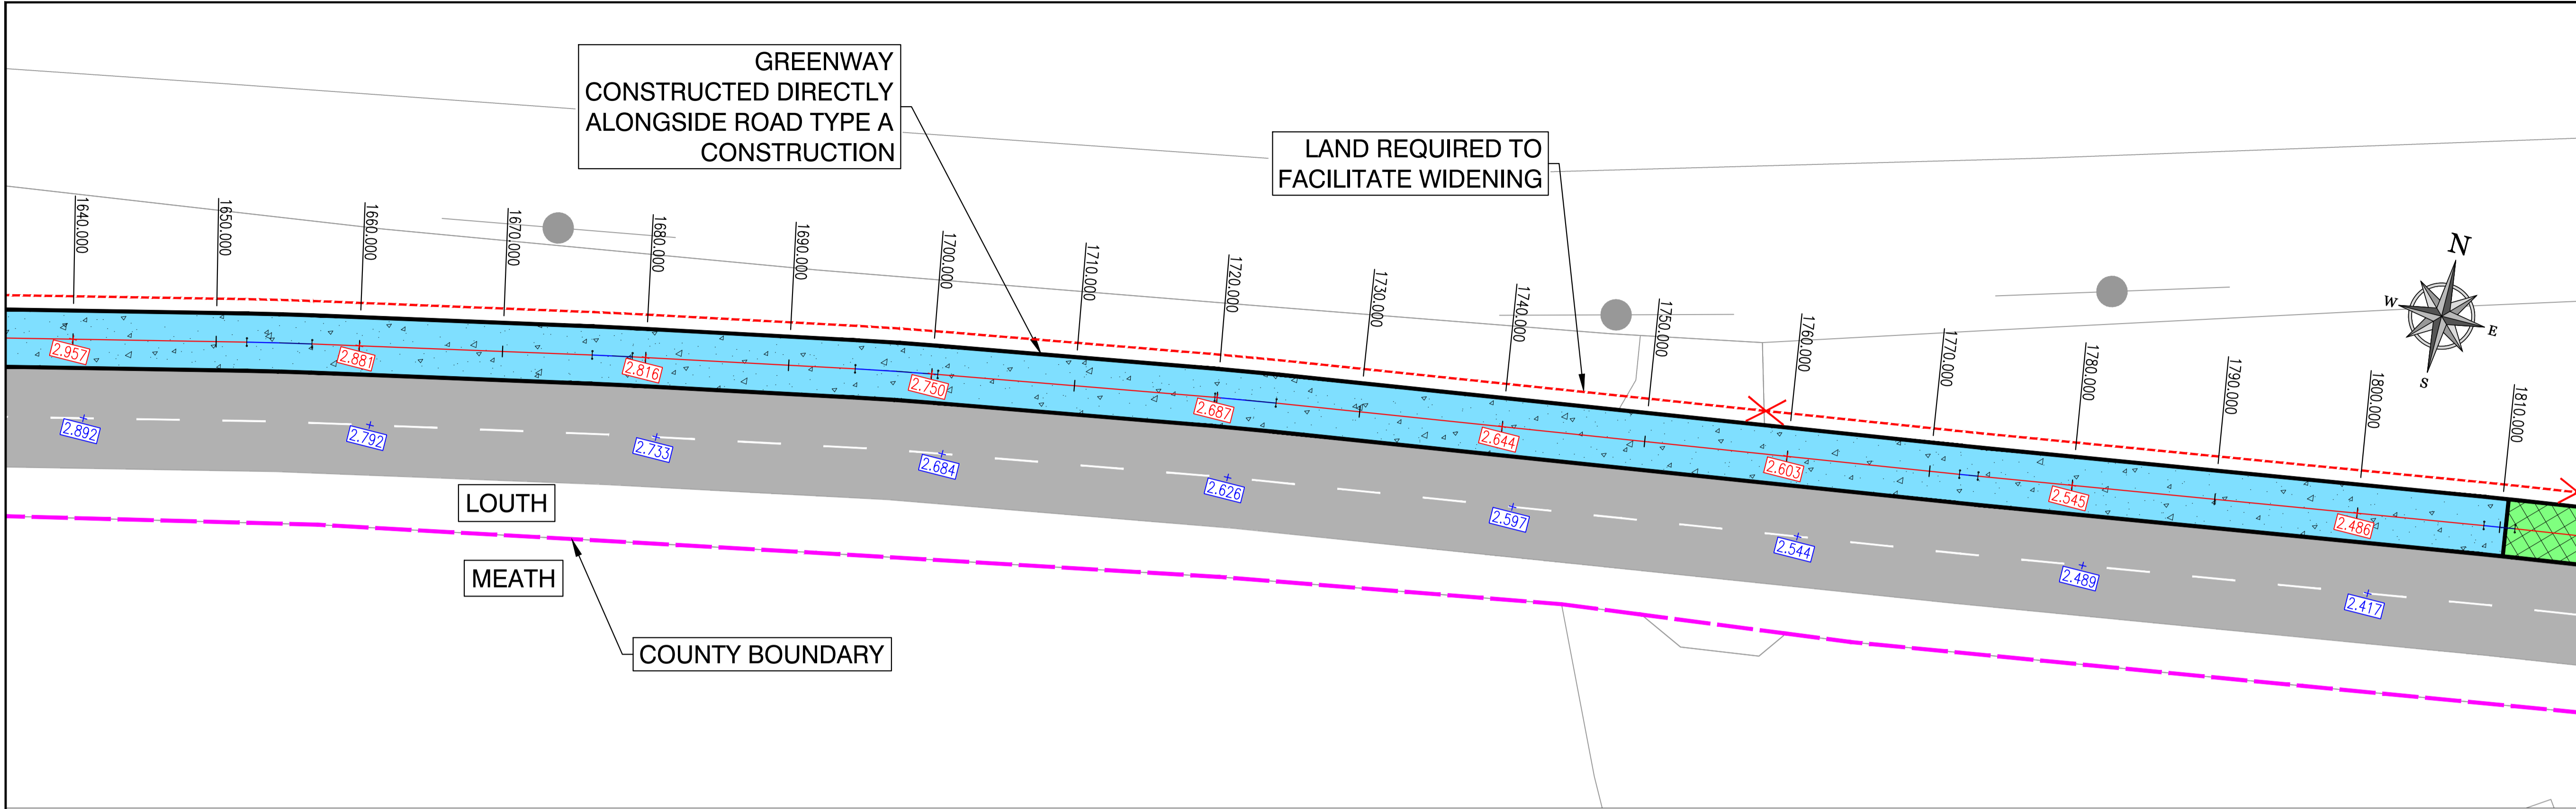 GREENWAY
CONSTRUCTED DIRECTLY
ALONGSIDE ROAD TYPE A
CONSTRUCTION
LAND REQUIRED TO
FACILITATE WIDENING
1640.000
1650.000
1660.000
1670.000
1680.000
1690.000
1700.000
1710.000
1720.000
1730.000
1740.000
1750.000
1760.000
1770.000
1780.000
1790.000
1800.000
1810.000
N
W
E
S
2.957
2.881
2.816
2.750
2.687
2.644
2.603
2.545
2.486
2.892
2.792
2.733
2.684
2.626
2.597
2.544
2.489
2.417
LOUTH
MEATH
COUNTY BOUNDARY